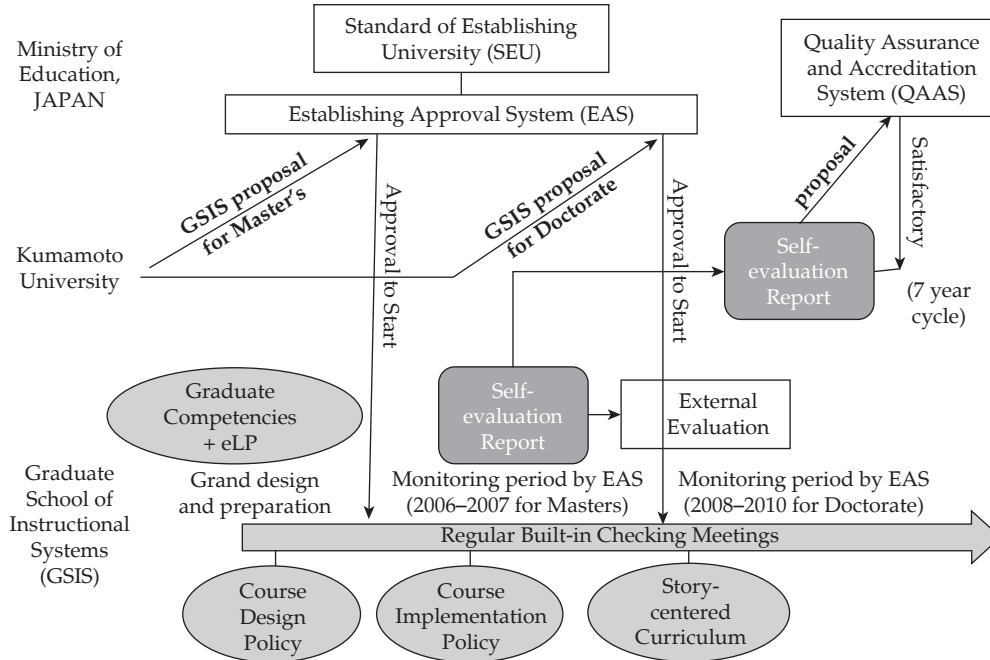 Ministry of
Education,
JAPAN
Standard of Establishing
University (SEU)
Establishing Approval System (EAS)
Quality Assurance
and Accreditation
System (QAAS)
GSIS proposal
for Master's
Approval to Start
GSIS proposal
for Doctorate
Approval to Start
proposal
Satisfactory
Kumamoto
University
Self-
evaluation
Report
(7 year
cycle)
Graduate
Competencies
+ eLP
Self-
evaluation
Report
External
Evaluation
Graduate
School of
Instructional
Systems
(GSIS)
Grand design
and preparation
Monitoring period by EAS
(2006–2007 for Masters)
Monitoring period by EAS
(2008–2010 for Doctorate)
Regular Built-in Checking Meetings
Course
Design
Policy
Course
Implementation
Policy
Story-
centered
Curriculum